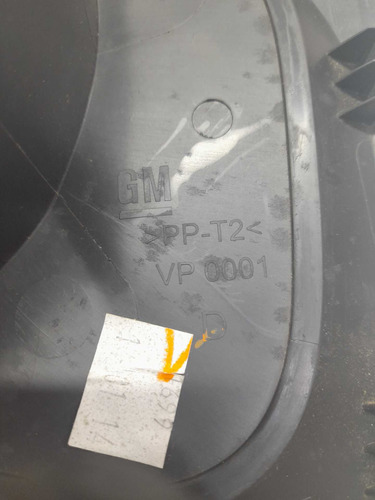 GM
>PP-T2<
VP 0001
D